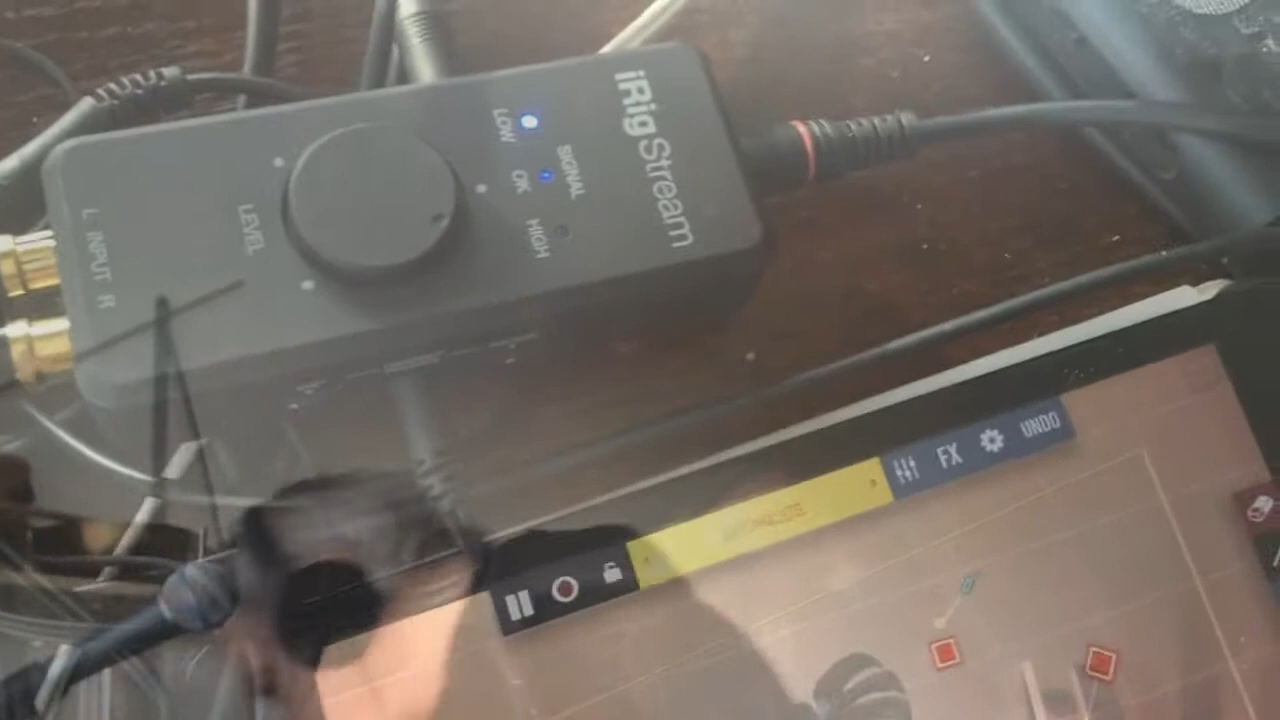 iRig Stream
SIGNAL
LOW
OK
HIGH
LEVEL
L INPUT R
FX
UNDO